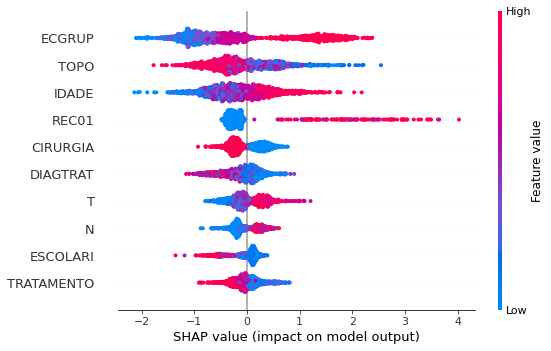 High
ECGRUP
TOPO
IDADE
REC01
CIRURGIA
DIAGTRAT
T
N
ESCOLARI
TRATAMENTO
Feature value
Low
−2 −1 0 1 2 3 4
SHAP value (impact on model output)